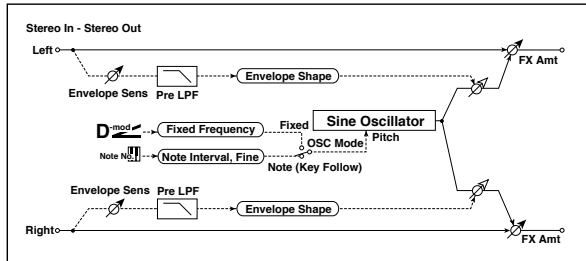 Stereo In - Stereo Out
Left
FX Amt
Envelope Sens
Pre LPF
Envelope Shape
D-mod
Fixed Frequency
Fixed
Sine Oscillator
OSC Mode
Pitch
Note No.
Note Interval, Fine
Note (Key Follow)
Envelope Sens
Pre LPF
Envelope Shape
Right
FX Amt